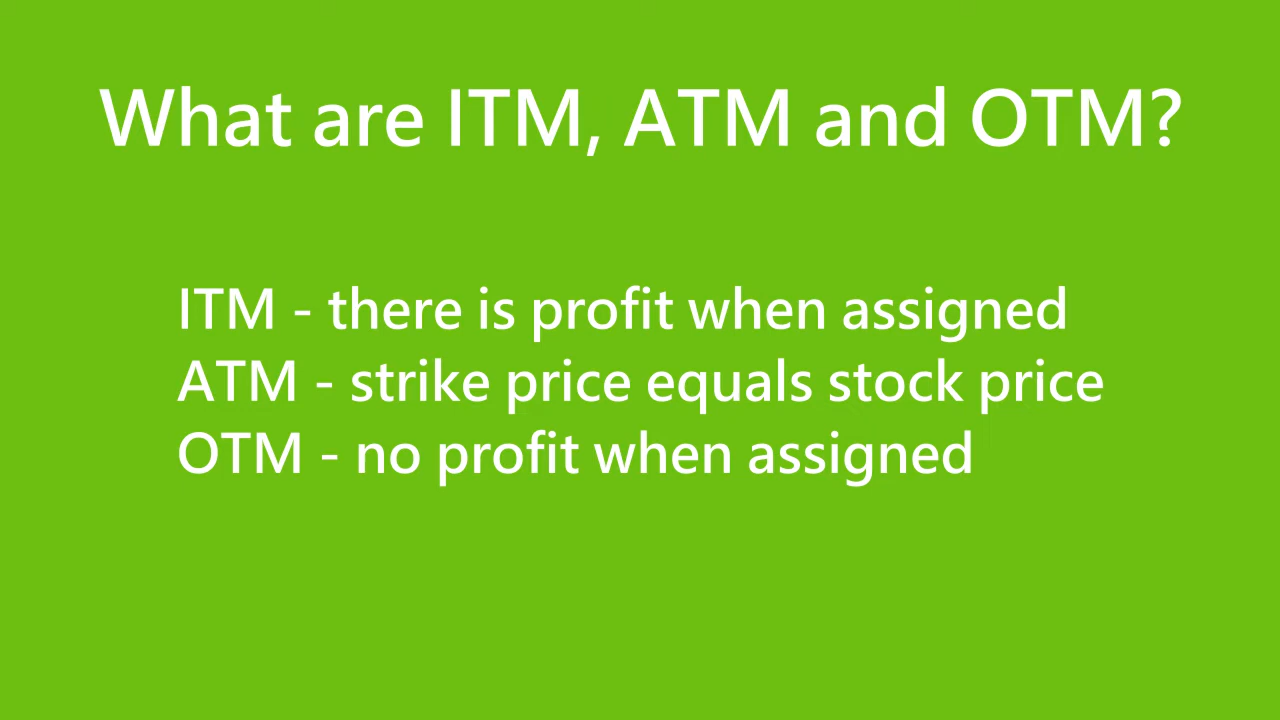 What are ITM, ATM and OTM?
ITM - there is profit when assigned
ATM - strike price equals stock price
OTM - no profit when assigned